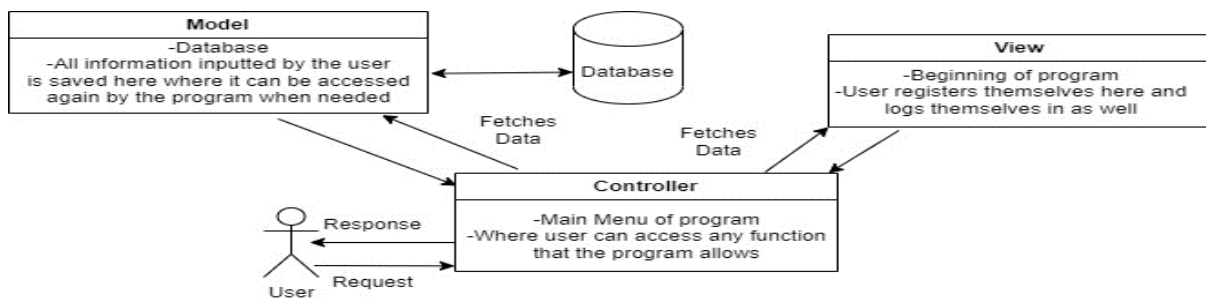 Model
-Database
-All information inputted by the user
is saved here where it can be accessed
again by the program when needed
Database
View
-Beginning of program
-User registers themselves here and
logs themselves in as well
Fetches
Data
Fetches
Data
Controller
-Main Menu of program
-Where user can access any function
that the program allows
Response
Request
User